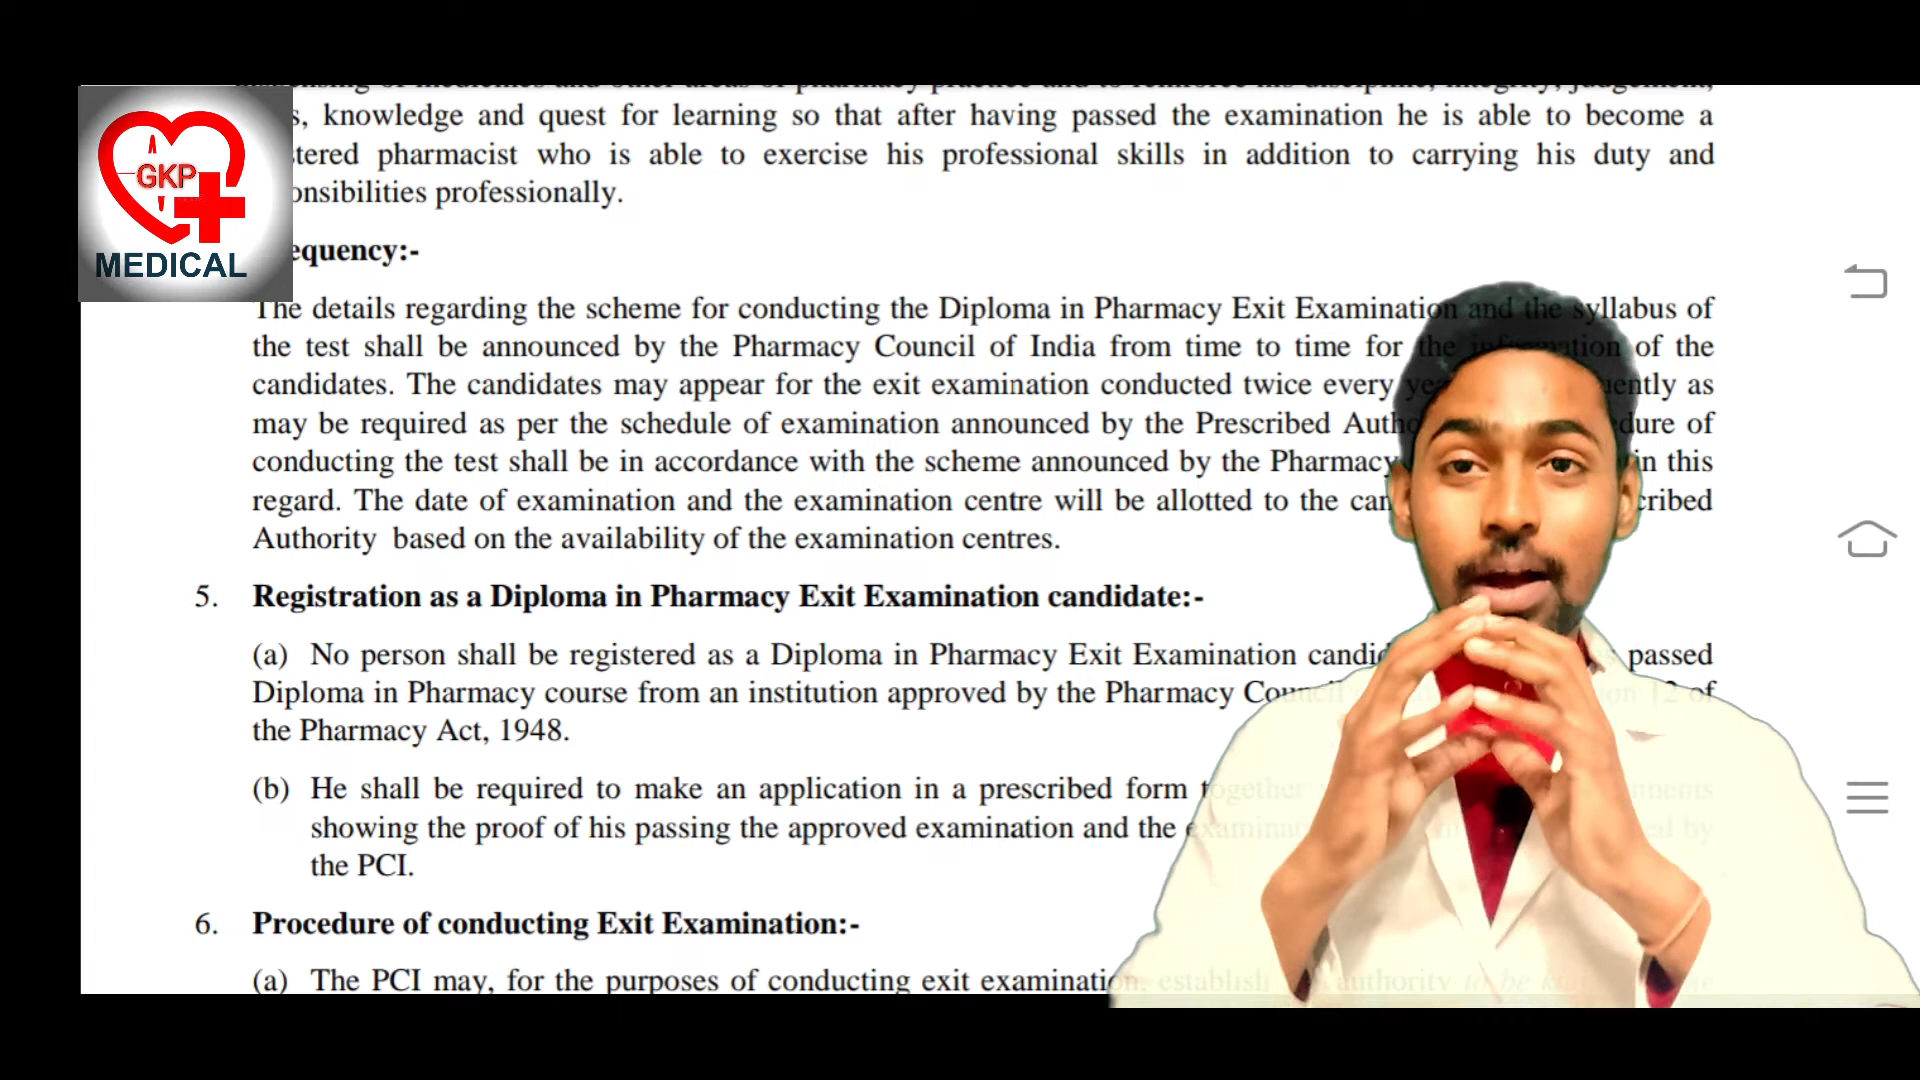 GKP
MEDICAL
knowledge and quest for learning so that after having passed the examination he is able to become a
pharmacist who is able to exercise his professional skills in addition to carrying his duty and
professionally.
The details regarding the scheme for conducting the Diploma in Pharmacy Exit Examination and the syllabus of
the test shall be announced by the Pharmacy Council of India from time to time for the information of the
candidates. The candidates may appear for the exit examination conducted twice every
may be required as per the schedule of examination announced by the Prescribed of
conducting the test shall be in accordance with the scheme announced by the Pharmacy in this
regard. The date of examination and the examination centre will be allotted to the
Authority based on the availability of the examination centres.
5. Registration as a Diploma in Pharmacy Exit Examination candidate:-
(a) No person shall be registered as a Diploma in Pharmacy Exit Examination passed
Diploma in Pharmacy course from an institution approved by the Pharmacy Council 12 of
the Pharmacy Act, 1948.
(b) He shall be required to make an application in a prescribed form together
showing the proof of his passing the approved examination and the
the PCI.
6. Procedure of conducting Exit Examination:-
(a) The PCI may, for the purposes of conducting exit examination, establish authority to be